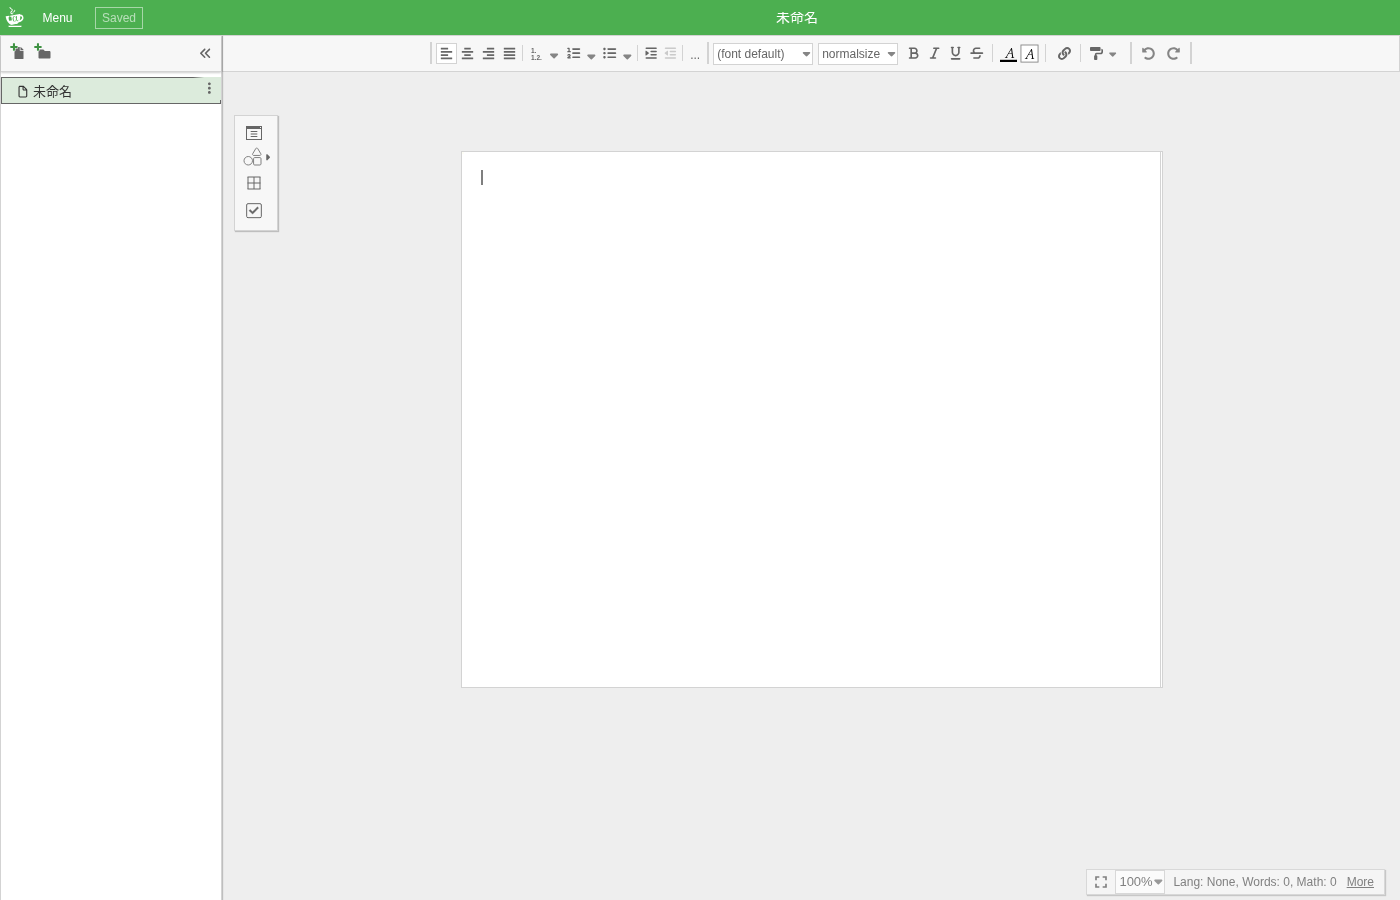 Menu
Saved
未命名
(font default)
normalsize
...
未命名
100%
Lang: None, Words: 0, Math: 0
More